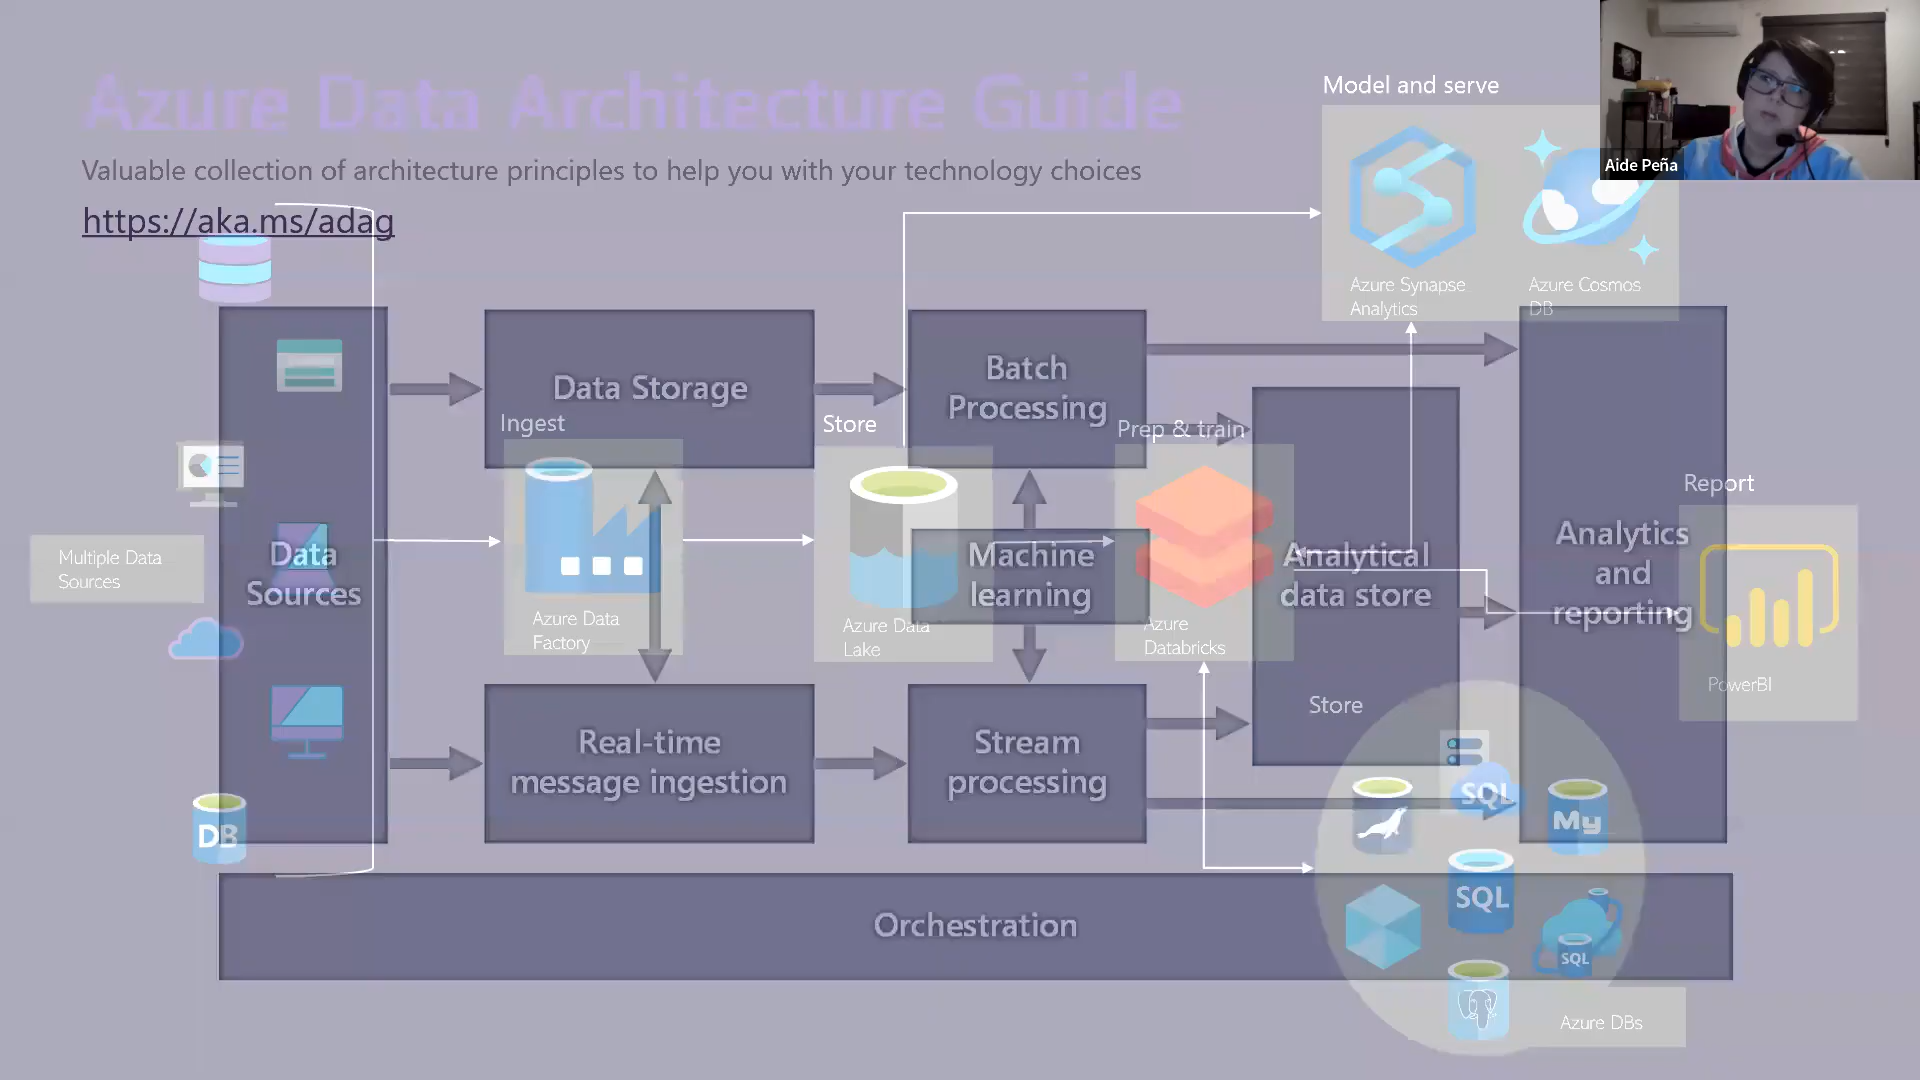 Azure Data Architecture Guide
Valuable collection of architecture principles to help you with your technology choices
https://aka.ms/adag
Model and serve
Aide Peña
Azure Synapse
Analytics
Azure Cosmos
DB
Data Storage
Batch
Processing
Ingest
Store
Prep & train
Report
Multiple Data
Sources
Data
Sources
Azure Data
Factory
Azure Data
Lake
Machine
learning
Azure
Databricks
Analytical
data store
Analytics
and
reporting
PowerBI
Store
Real-time
message ingestion
Stream
processing
DB
SQL
My
SQL
SQL
Orchestration
Azure DBs